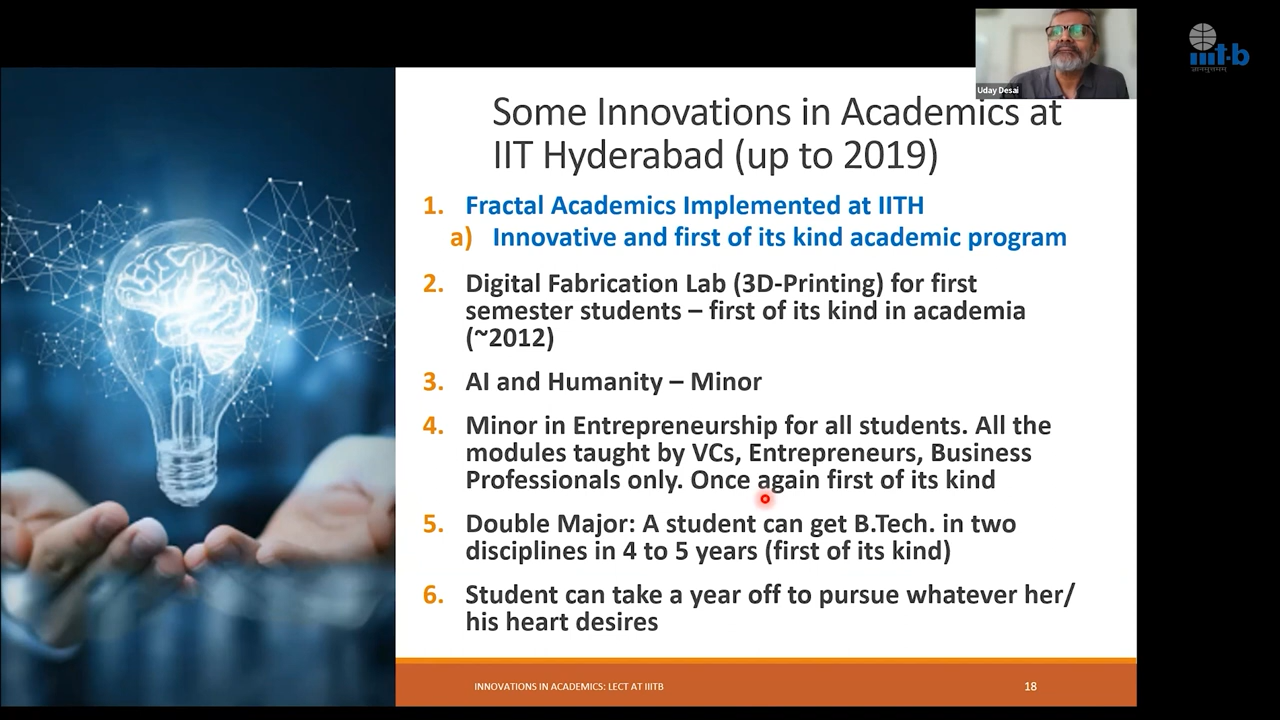 iiit-b
ज्ञानमुत्तमम्
Uday Desai
Some Innovations in Academics at
IIT Hyderabad (up to 2019)
1. Fractal Academics Implemented at IITH
a) Innovative and first of its kind academic program
2. Digital Fabrication Lab (3D-Printing) for first
semester students – first of its kind in academia
(~2012)
3. AI and Humanity – Minor
4. Minor in Entrepreneurship for all students. All the
modules taught by VCs, Entrepreneurs, Business
Professionals only. Once again first of its kind
5. Double Major: A student can get B.Tech. in two
disciplines in 4 to 5 years (first of its kind)
6. Student can take a year off to pursue whatever her/
his heart desires
INNOVATIONS IN ACADEMICS: LECT AT IIITB
18